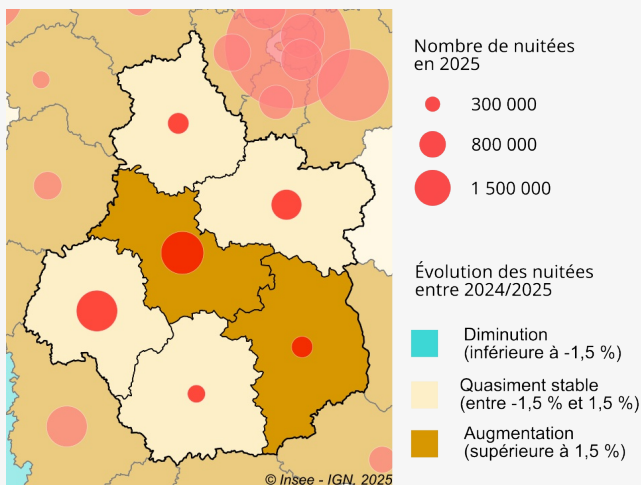 Nombre de nuitées
en 2025
300 000
800 000
1 500 000
Évolution des nuitées
entre 2024/2025
Diminution
(inférieure à -1,5 %)
Quasiment stable
(entre -1,5 % et 1,5 %)
Augmentation
(supérieure à 1,5 %)
© Insee - IGN, 2025